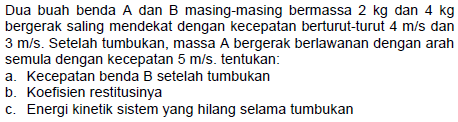 Dua buah benda A dan B masing-masing bermassa 2 kg dan 4 kg
bergerak saling mendekat dengan kecepatan berturut-turut 4 m/s dan
3 m/s. Setelah tumbukan, massa A bergerak berlawanan dengan arah
semula dengan kecepatan 5 m/s. tentukan:
a. Kecepatan benda B setelah tumbukan
b. Koefisien restitusinya
c. Energi kinetik sistem yang hilang selama tumbukan